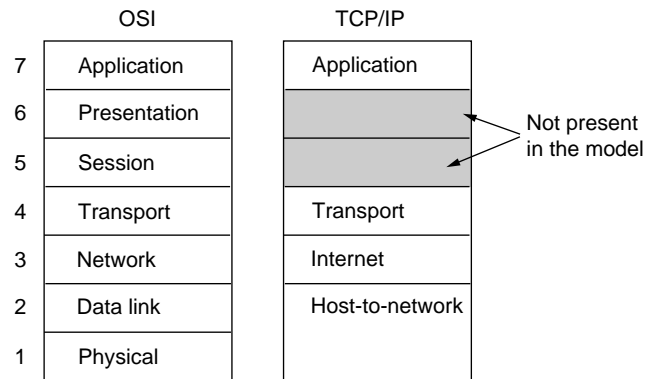 OSI TCP/IP
7 Application Application
6 Presentation
Not present
in the model
5 Session
4 Transport Transport
3 Network Internet
2 Data link Host-to-network
1 Physical